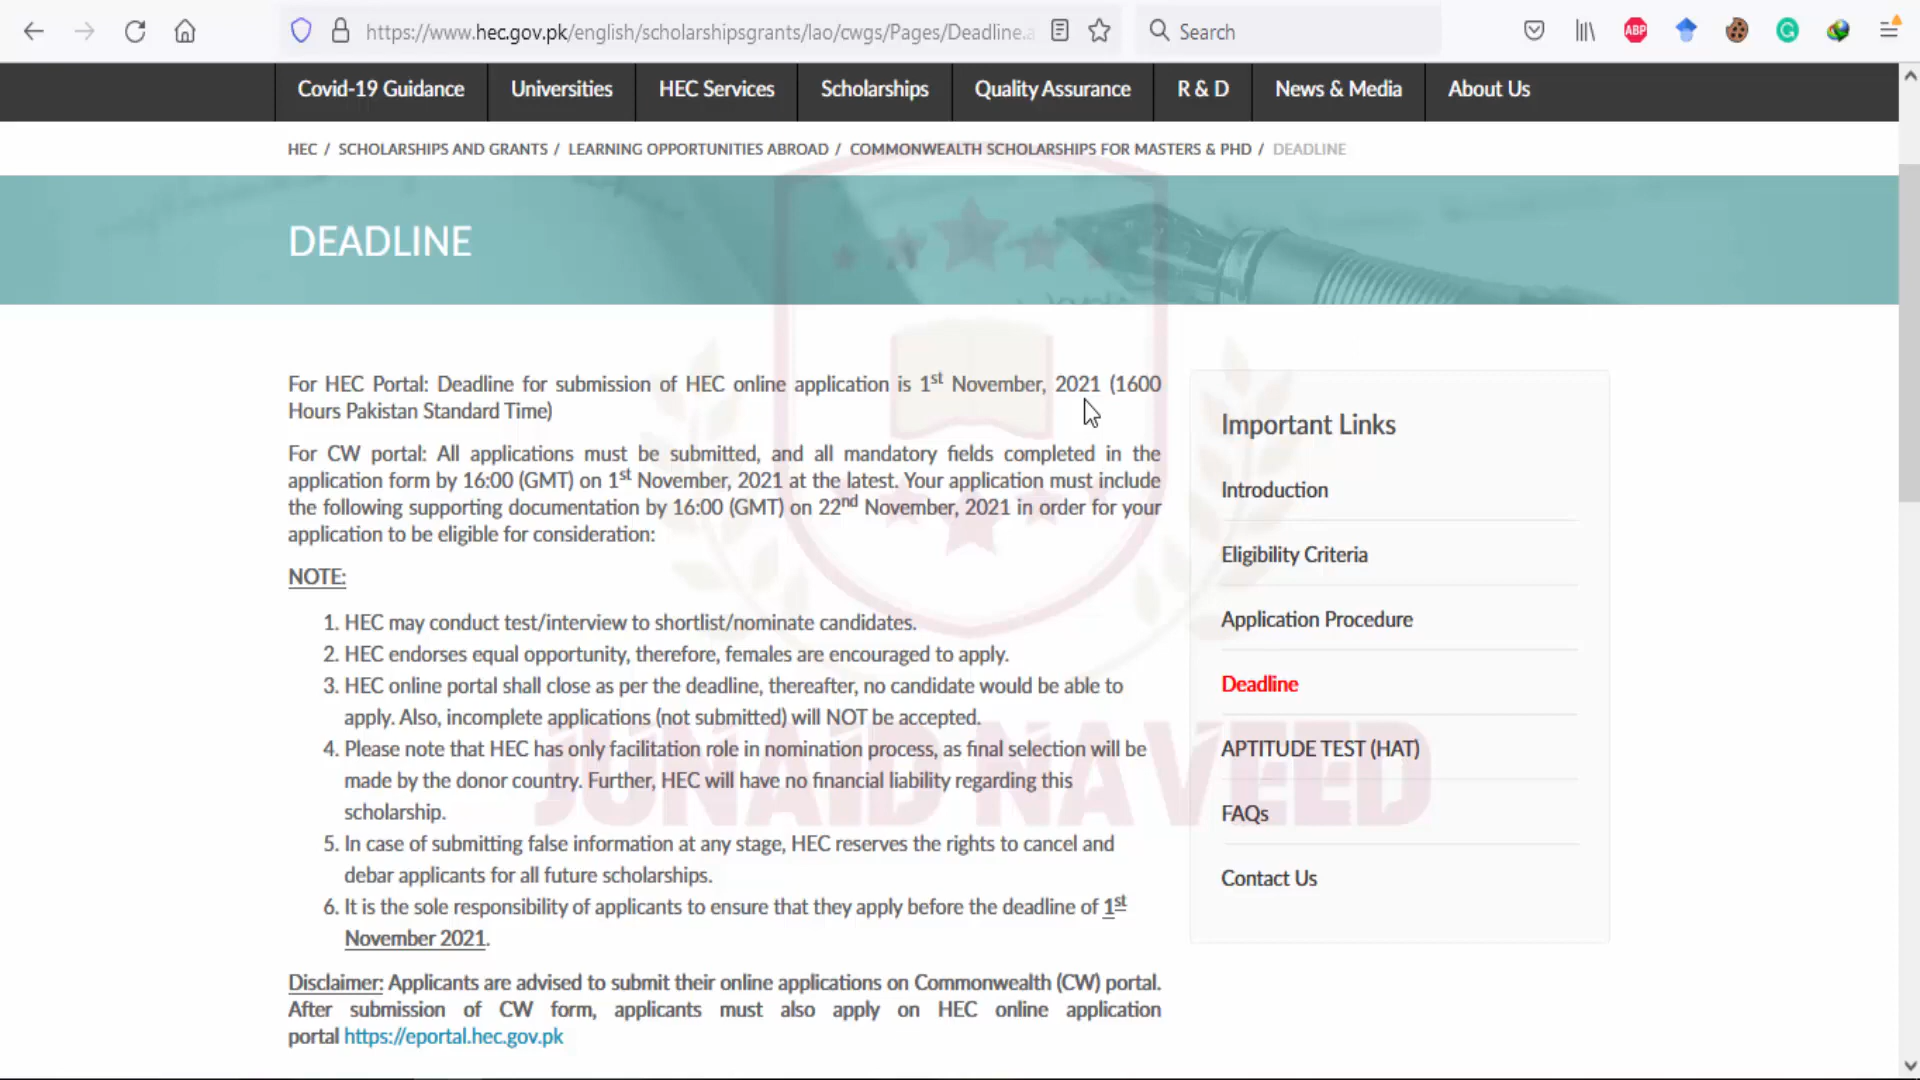 https://www.hec.gov.pk/english/scholarshipsgrants/lao/cwgs/Pages/Deadline.a
Search
ABP
Covid-19 Guidance
Universities
HEC Services
Scholarships
Quality Assurance
R & D
News & Media
About Us
HEC / SCHOLARSHIPS AND GRANTS / LEARNING OPPORTUNITIES ABROAD / COMMONWEALTH SCHOLARSHIPS FOR MASTERS & PHD / DEADLINE
DEADLINE
For HEC Portal: Deadline for submission of HEC online application is 1st November, 2021 (1600
Hours Pakistan Standard Time)
For CW portal: All applications must be submitted, and all mandatory fields completed in the
application form by 16:00 (GMT) on 1st November, 2021 at the latest. Your application must include
the following supporting documentation by 16:00 (GMT) on 22nd November, 2021 in order for your
application to be eligible for consideration:
NOTE:
1. HEC may conduct test/interview to shortlist/nominate candidates.
2. HEC endorses equal opportunity, therefore, females are encouraged to apply.
3. HEC online portal shall close as per the deadline, thereafter, no candidate would be able to
apply. Also, incomplete applications (not submitted) will NOT be accepted.
4. Please note that HEC has only facilitation role in nomination process, as final selection will be
made by the donor country. Further, HEC will have no financial liability regarding this
scholarship.
5. In case of submitting false information at any stage, HEC reserves the rights to cancel and
debar applicants for all future scholarships.
6. It is the sole responsibility of applicants to ensure that they apply before the deadline of 1st
November 2021.
Disclaimer: Applicants are advised to submit their online applications on Commonwealth (CW) portal.
After submission of CW form, applicants must also apply on HEC online application
portal https://eportal.hec.gov.pk
Important Links
Introduction
Eligibility Criteria
Application Procedure
Deadline
APTITUDE TEST (HAT)
FAQs
Contact Us
JUNAID NAVEED